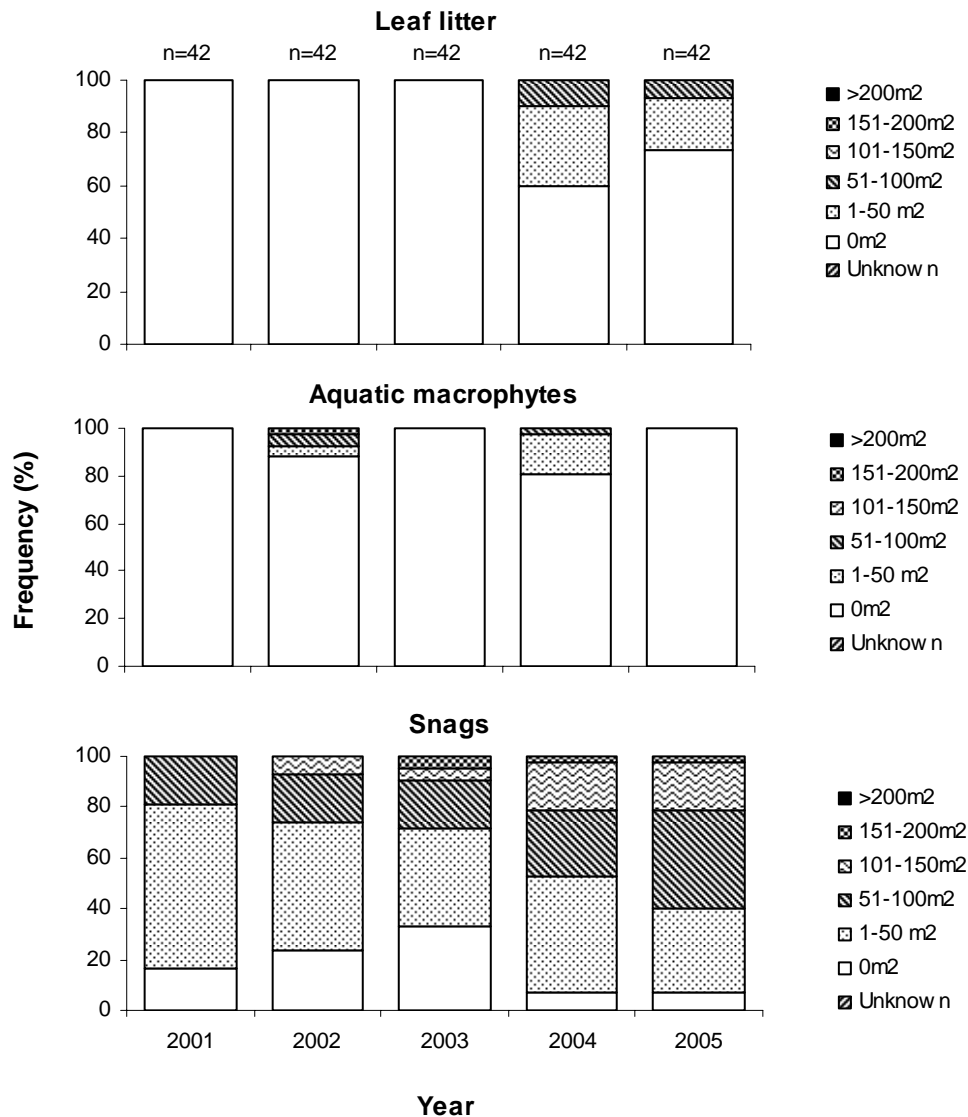 Leaf litter
n=42 n=42 n=42 n=42 n=42
100
80
60
40
20
0
>200m2
151-200m2
101-150m2
51-100m2
1-50 m2
0m2
Unknow n
Aquatic macrophytes
100
80
60
40
20
0
>200m2
151-200m2
101-150m2
51-100m2
1-50 m2
0m2
Unknow n
Frequency (%)
Snags
100
80
60
40
20
0
>200m2
151-200m2
101-150m2
51-100m2
1-50 m2
0m2
Unknow n
2001 2002 2003 2004 2005
Year